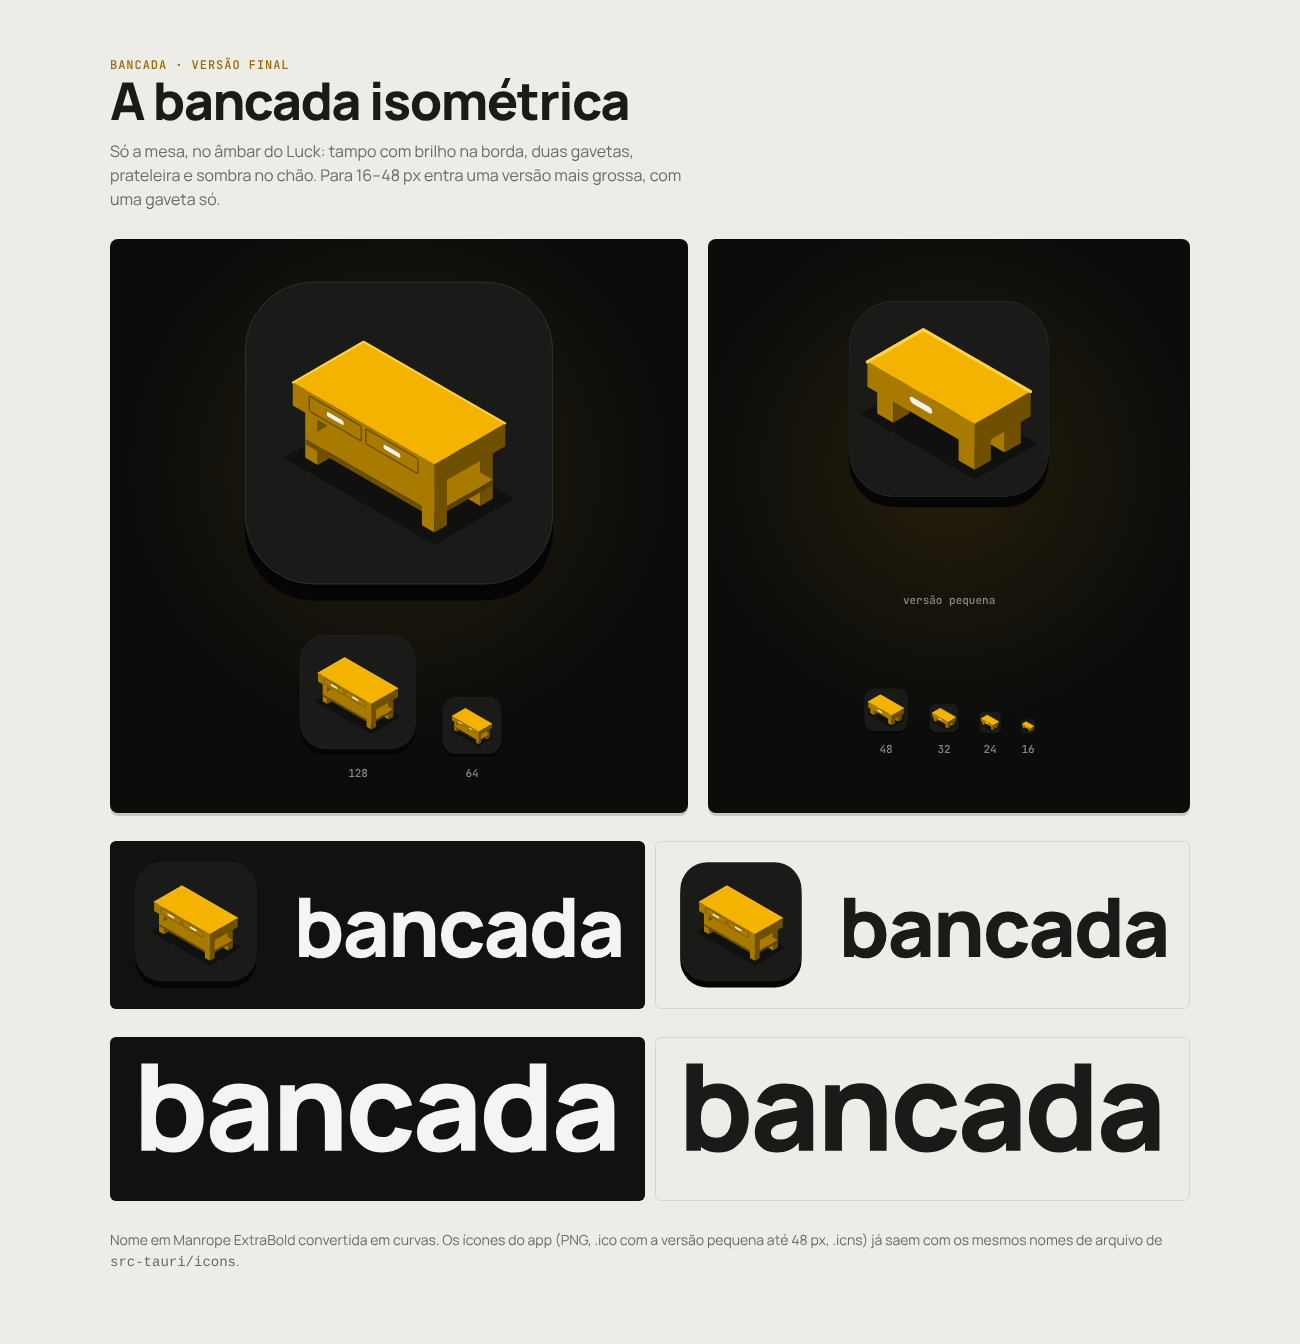 BANCADA · VERSÃO FINAL
A bancada isométrica
Só a mesa, no âmbar do Luck: tampo com brilho na borda, duas gavetas,
prateleira e sombra no chão. Para 16–48 px entra uma versão mais grossa, com
uma gaveta só.
128
64
versão pequena
48
32
24
16
bancada
bancada
bancada
bancada
Nome em Manrope ExtraBold convertida em curvas. Os ícones do app (PNG, .ico com a versão pequena até 48 px, .icns) já saem com os mesmos nomes de arquivo de
src-tauri/icons.